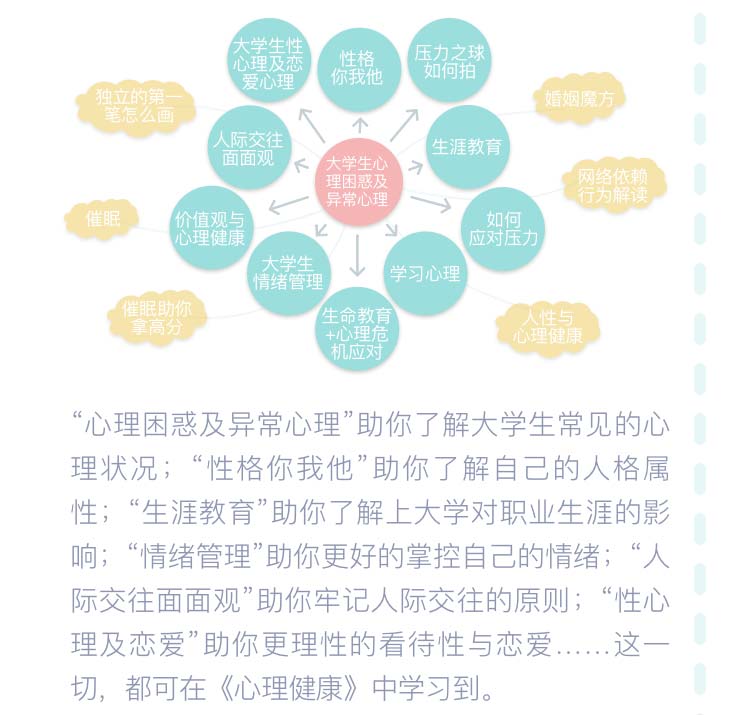 大学生性
心理及恋
爱心理
性格
你我他
压力之球
如何拍
独立的第一
笔怎么画
婚姻魔方
人际交往
面面观
生涯教育
大学生心
理困惑及
异常心理
网络依赖
行为解读
催眠
价值观与
心理健康
如何
应对压力
大学生
情绪管理
学习心理
催眠助你
拿高分
生命教育
+心理危
机应对
人性与
心理健康
“心理困惑及异常心理”助你了解大学生常见的心
理状况；“性格你我他”助你了解自己的人格属
性；“生涯教育”助你了解上大学对职业生涯的影
响；“情绪管理”助你更好的掌控自己的情绪；“人
际交往面面观”助你牢记人际交往的原则；“性心
理及恋爱”助你更理性的看待性与恋爱……这一
切，都可在《心理健康》中学习到。